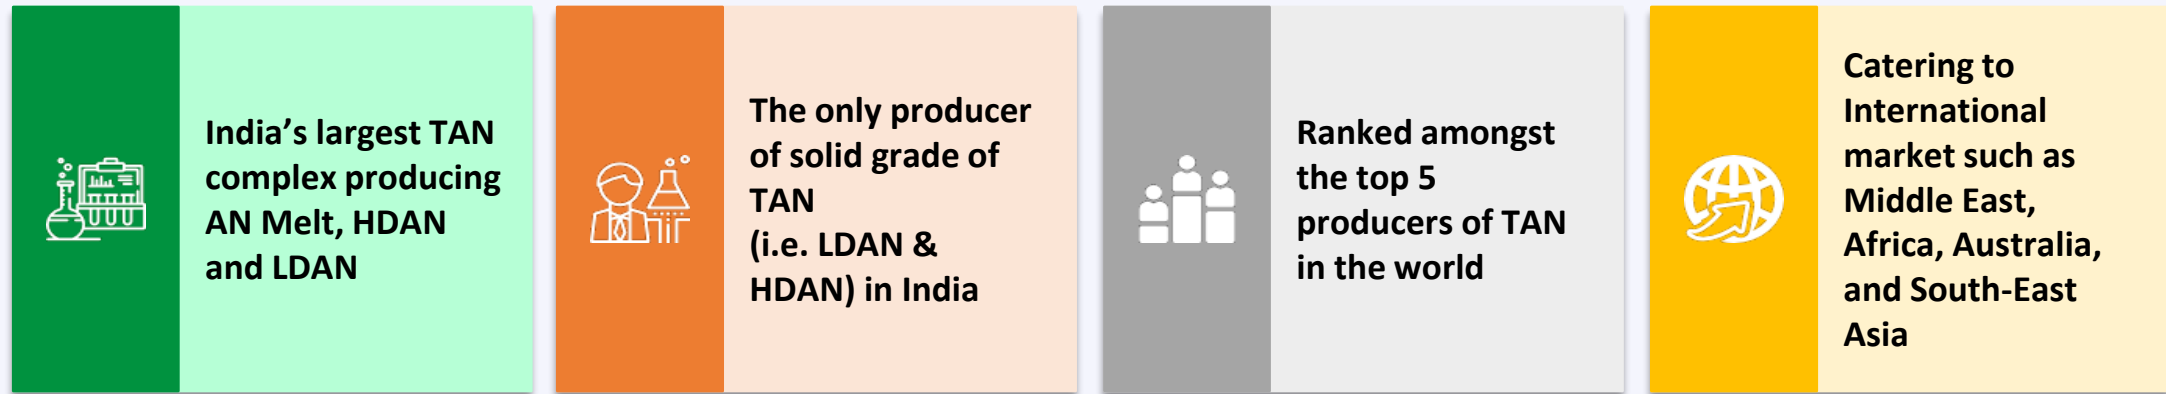 India’s largest TAN
complex producing
AN Melt, HDAN
and LDAN
The only producer
of solid grade of
TAN
(i.e. LDAN &
HDAN) in India
Ranked amongst
the top 5
producers of TAN
in the world
Catering to
International
market such as
Middle East,
Africa, Australia,
and South-East
Asia